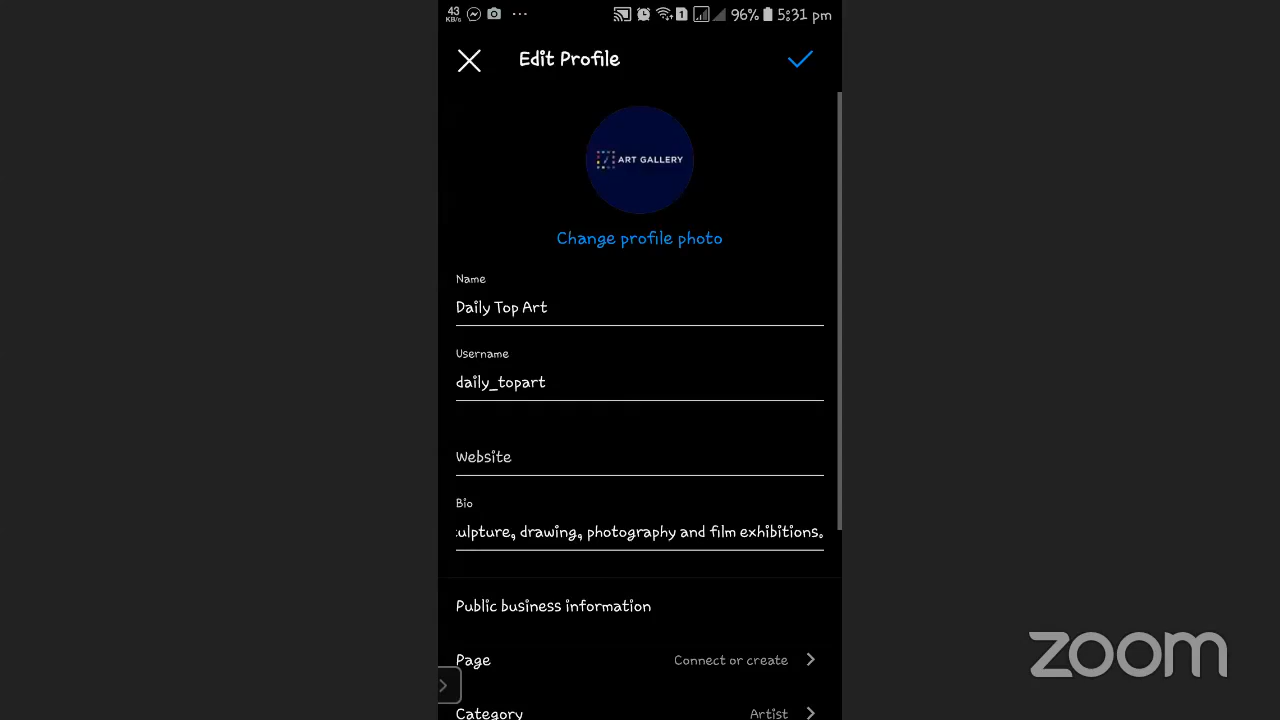 43
KB/s ... 1 96% 5:31 pm
Edit Profile
ART GALLERY
Change profile photo
Name
Daily Top Art
Username
daily_topart
Website
Bio
ulpture, drawing, photography and film exhibitions.
Public business information
Page Connect or create
Category Artist
zoom